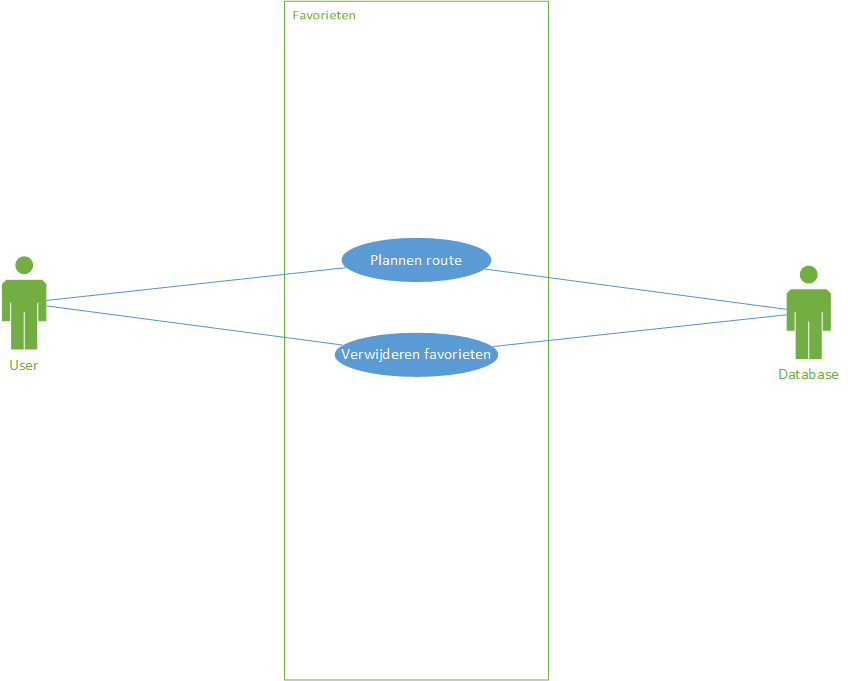 Favorieten
Plannen route
Verwijderen favorieten
User
Database